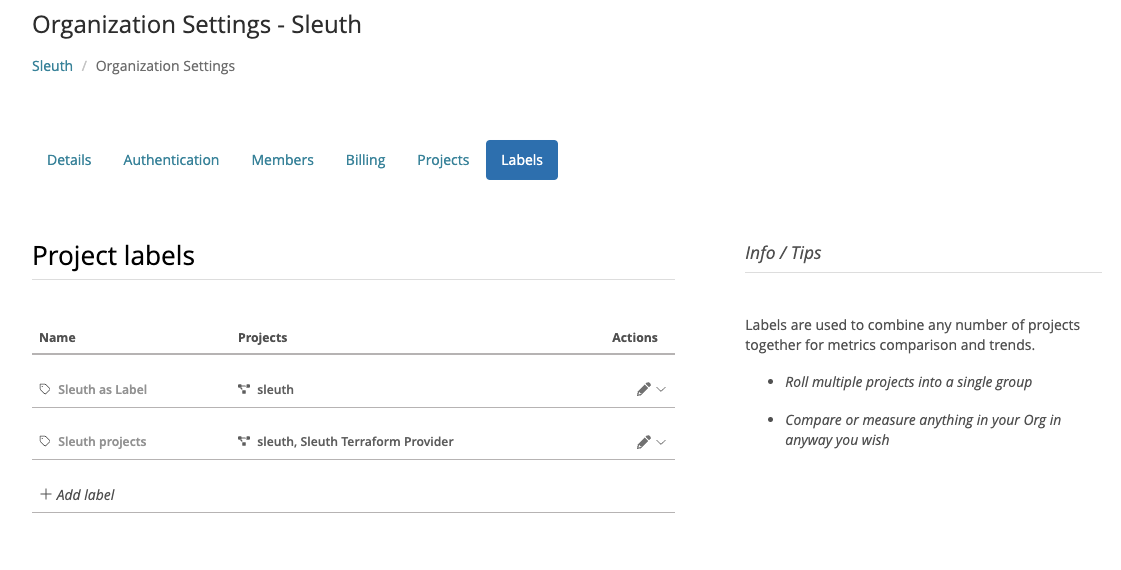 Organization Settings - Sleuth
Sleuth / Organization Settings
Details Authentication Members Billing Projects Labels
Project labels
Name Projects Actions
Sleuth as Label sleuth
Sleuth projects sleuth, Sleuth Terraform Provider
+ Add label
Info / Tips
Labels are used to combine any number of projects
together for metrics comparison and trends.
• Roll multiple projects into a single group
• Compare or measure anything in your Org in
anyway you wish